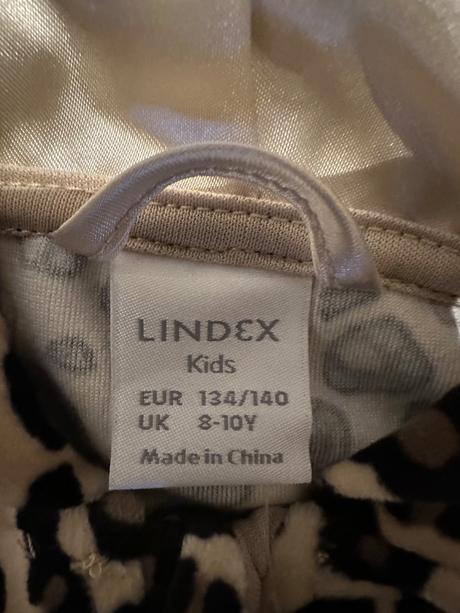 LINDEX
Kids
EUR 134/140
UK 8-10Y
Made in China